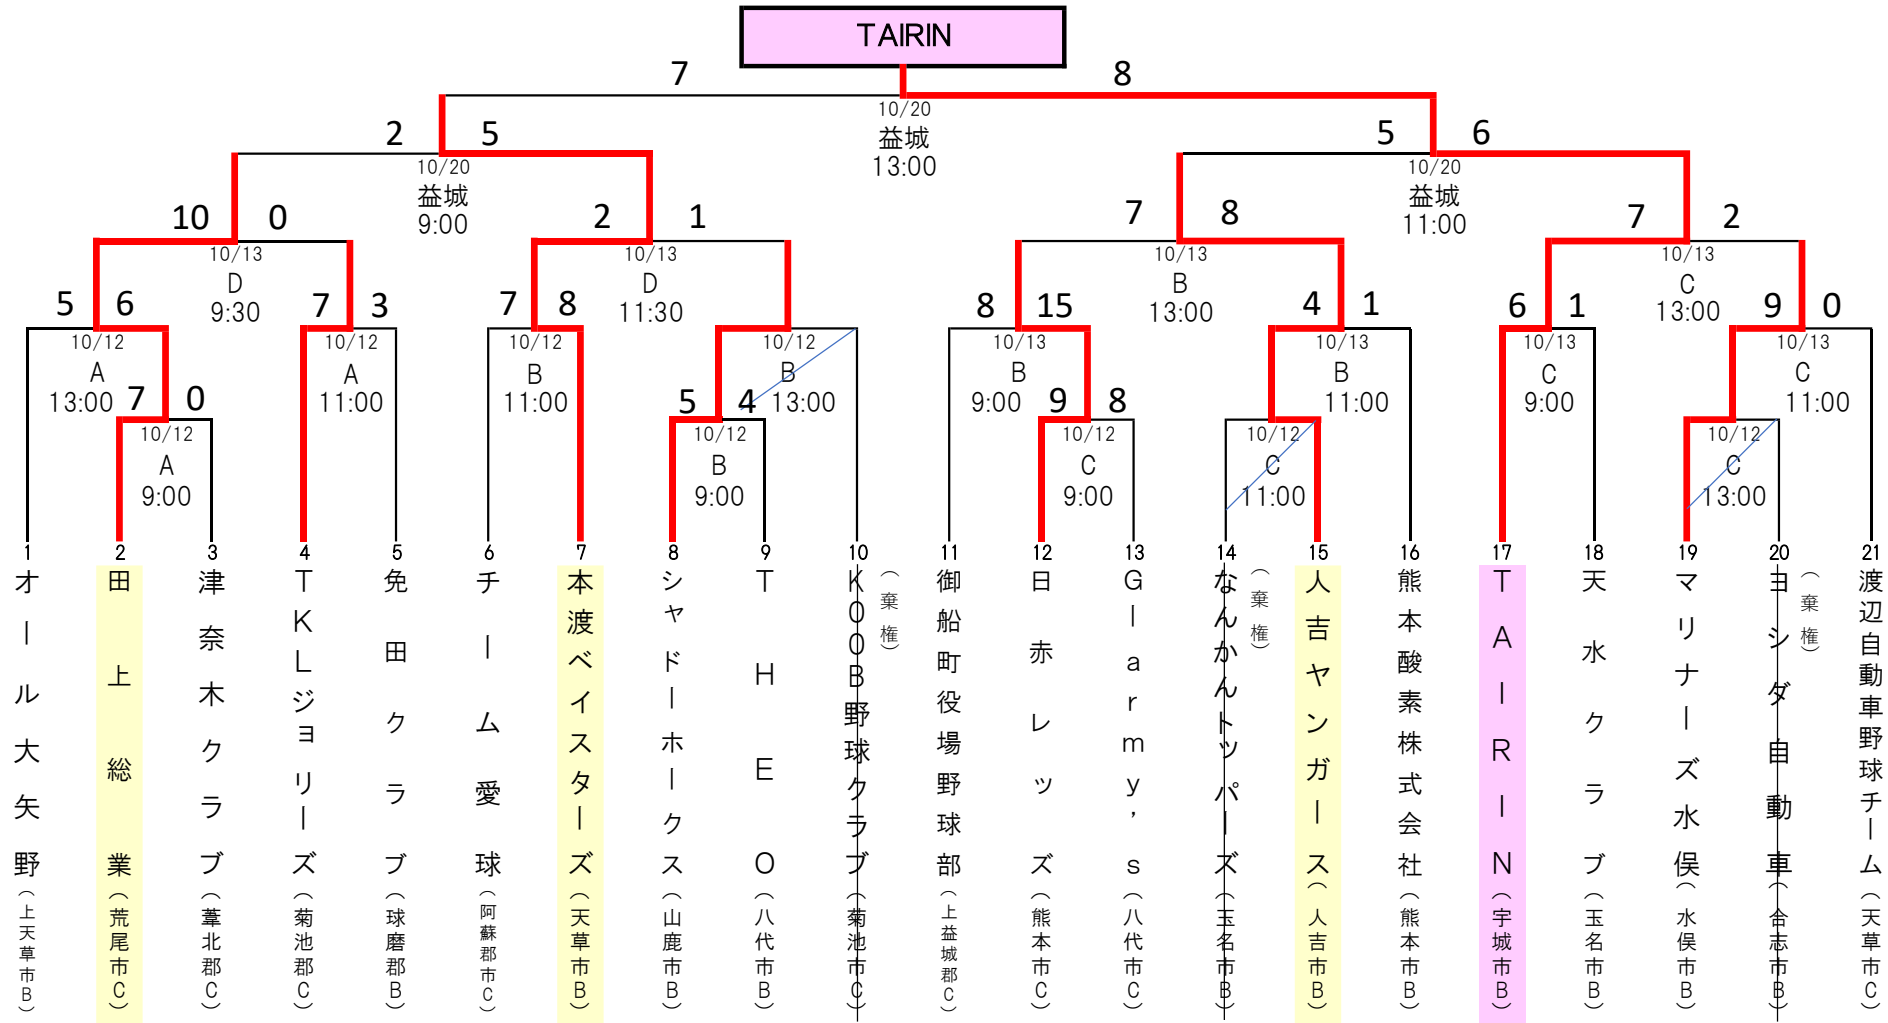 TAIRIN
7 8
10/20
益城
13:00
2 5
10/20
益城
9:00
5 6
10/20
益城
11:00
10 0
10/13
D
9:30
2 1
10/13
D
11:30
7 8
10/13
B
13:00
7 2
10/13
C
13:00
5 6
10/12
A
13:00
7 3
10/12
A
11:00
7 8
10/12
B
11:00
10/12
B
13:00
8 15
10/13
B
9:00
4 1
10/13
B
11:00
6 1
10/13
C
9:00
9 0
10/13
C
11:00
7 0
10/12
A
9:00
5 4
10/12
B
9:00
9 8
10/12
C
9:00
10/12
C
11:00
10/12
C
13:00
1
オール大矢野(上天草市B)
2
田上総業(荒尾市C)
3
津奈木クラブ(葦北郡C)
4
TKLジョリーズ(菊池郡C)
5
免田クラブ(球磨郡B)
6
チーム愛球(阿蘇郡市C)
7
本渡ベイスターズ(天草市B)
8
シャドーホークス(山鹿市B)
9
THEO(八代市B)
10
K00B野球クラブ(菊池市C)
(棄権)
11
御船町役場野球部(上益城郡C)
12
日赤レッズ(熊本市C)
13
Glarmy's(八代市C)
14
なんかんトッパーズ(玉名市B)
(棄権)
15
人吉ヤンガース(人吉市B)
16
熊本酸素株式会社(熊本市B)
17
TAIRIN(宇城市B)
18
天水クラブ(玉名市B)
19
マリナーズ水俣(水俣市B)
20
ヨシダ自動車(合志市B)
(棄権)
21
渡辺自動車野球チーム(天草市C)